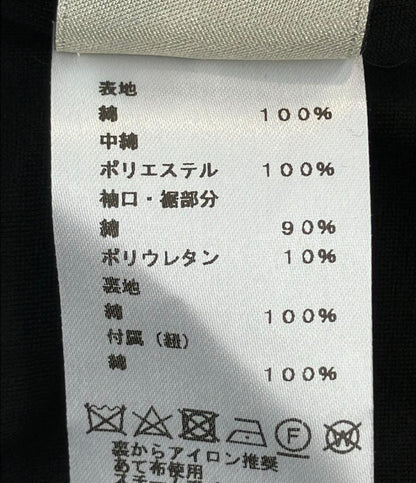 表地
綿 100%
中綿
ポリエステル 100%
袖口・裾部分
綿 90%
ポリウレタン 10%
裏地
綿 100%
付属(紐)
綿 100%
F W
裏からアイロン推奨
あて布使用